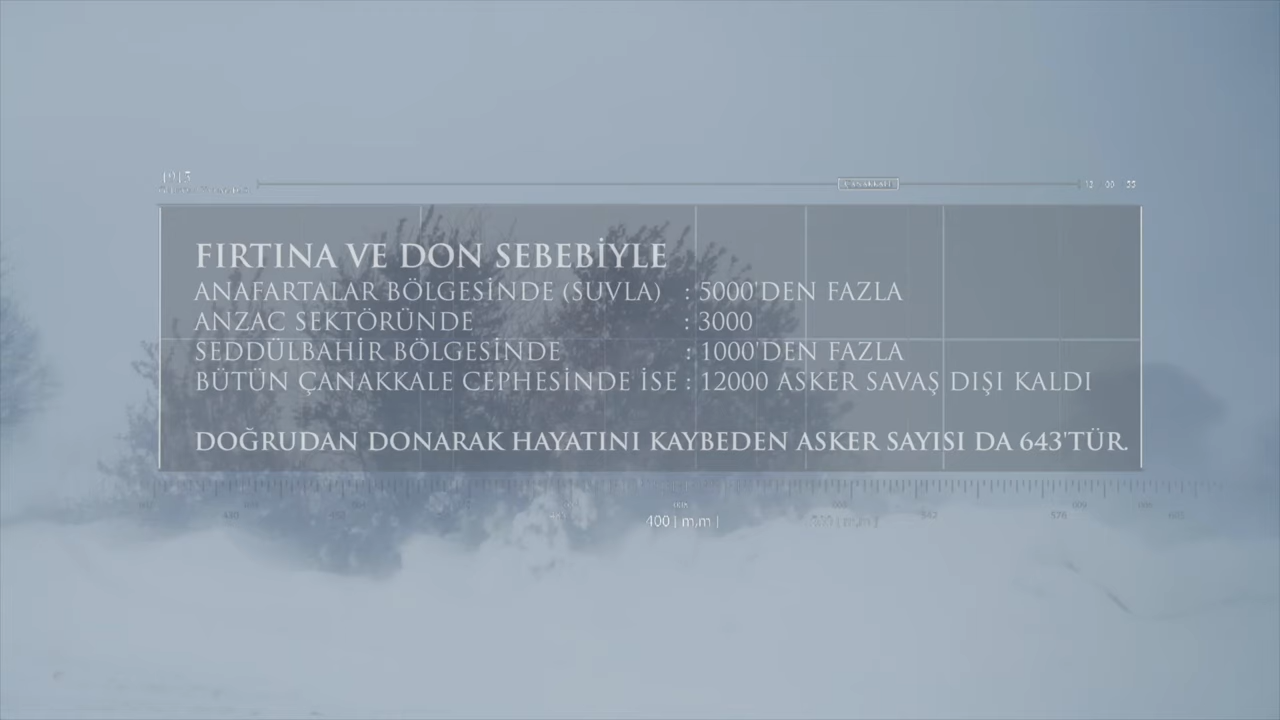 1915
ÇANAKKALE
FIRTINA VE DON SEBEBİYLE
ANAFARTALAR BÖLGESİNDE (SUVLA) : 5000'DEN FAZLA
ANZAC SEKTÖRÜNDE : 3000
SEDDÜLBAHİR BÖLGESİNDE : 1000'DEN FAZLA
BÜTÜN ÇANAKKALE CEPHESİNDE İSE : 12000 ASKER SAVAŞ DIŞI KALDI
DOĞRUDAN DONARAK HAYATINI KAYBEDEN ASKER SAYISI DA 643'TÜR.
400 | m,m |